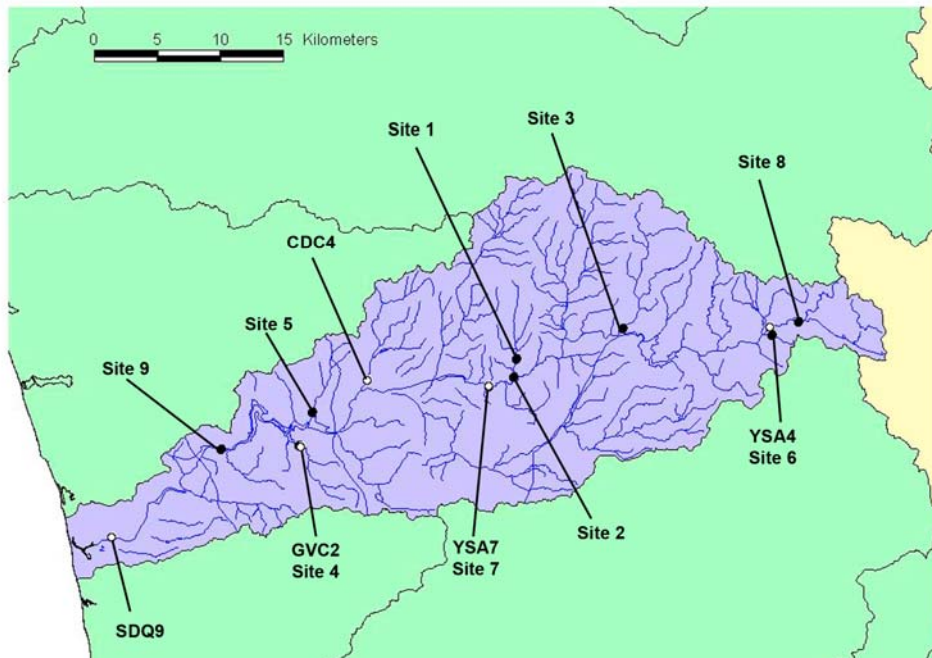 0 5 10 15 Kilometers
Site 1
Site 3
Site 8
CDC4
Site 5
Site 9
YSA4
Site 6
Site 2
GVC2
Site 4
YSA7
Site 7
SDQ9